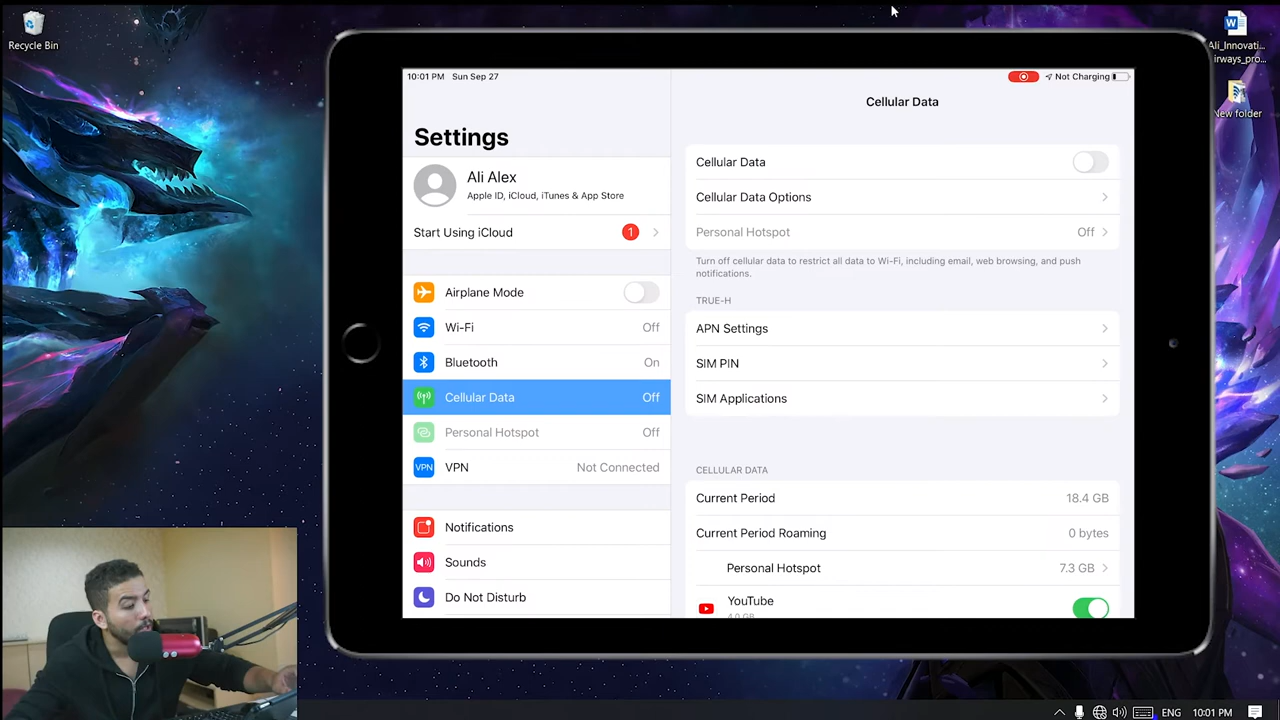 Recycle Bin
Ali_Innovati...
irways_pro...
New folder
10:01 PM Sun Sep 27
Not Charging
Settings
Ali Alex
Apple ID, iCloud, iTunes & App Store
Start Using iCloud 1
Airplane Mode
Wi-Fi Off
Bluetooth On
Cellular Data Off
Personal Hotspot Off
VPN VPN Not Connected
Notifications
Sounds
Do Not Disturb
Cellular Data
Cellular Data
Cellular Data Options
Personal Hotspot Off
Turn off cellular data to restrict all data to Wi-Fi, including email, web browsing, and push
notifications.
TRUE-H
APN Settings
SIM PIN
SIM Applications
CELLULAR DATA
Current Period 18.4 GB
Current Period Roaming 0 bytes
Personal Hotspot 7.3 GB
YouTube
4.0 GB
ENG 10:01 PM